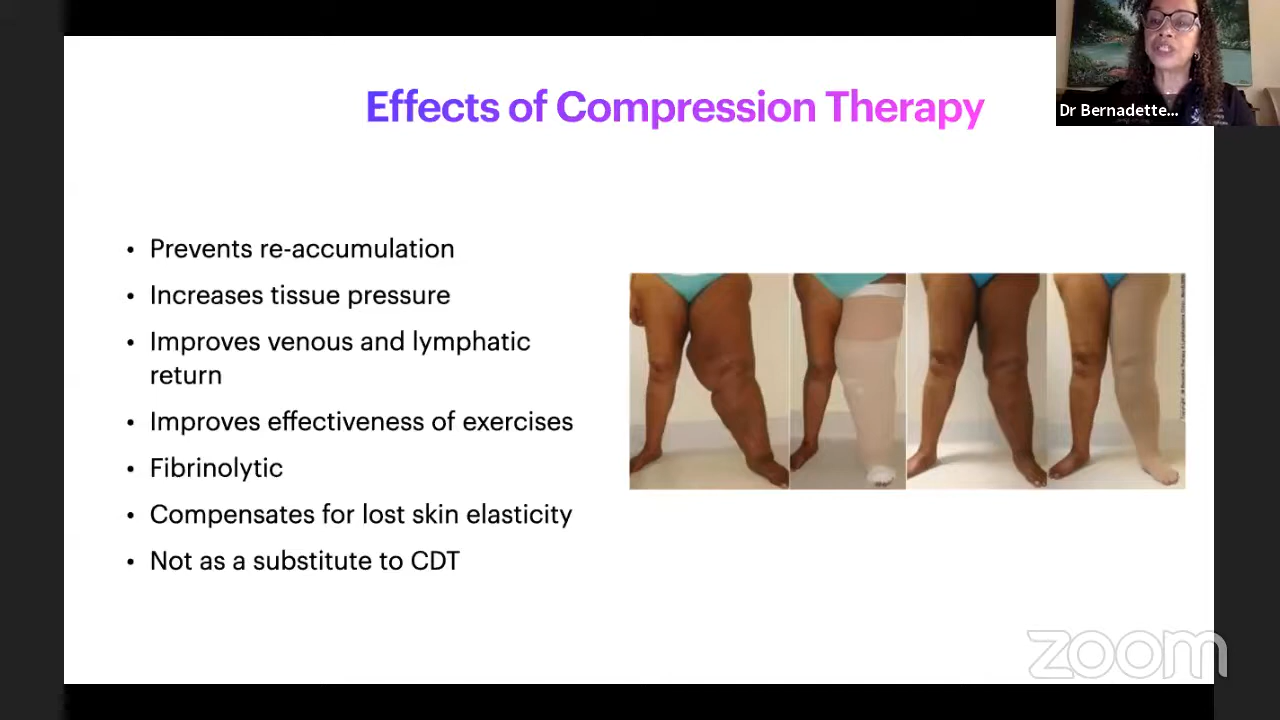 Effects of Compression Therapy
Dr Bernadette...
• Prevents re-accumulation
• Increases tissue pressure
• Improves venous and lymphatic
return
• Improves effectiveness of exercises
• Fibrinolytic
• Compensates for lost skin elasticity
• Not as a substitute to CDT
zoom